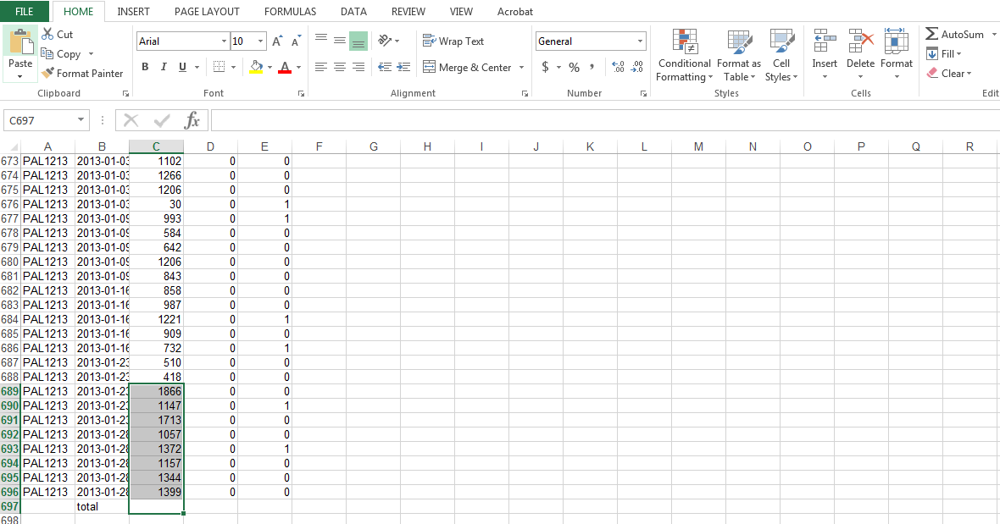 FILE HOME INSERT PAGE LAYOUT FORMULAS DATA REVIEW VIEW Acrobat
Cut
Copy
Format Painter
Paste
Clipboard
Arial 10 A A
B I U A
Font
Wrap Text
Merge & Center
Alignment
General
$ % , .0 .00 .00 .0
Number
Conditional Formatting
Format as Table
Cell Styles
Styles
Insert Delete Format
Cells
AutoSum
Fill
Clear
Edit
C697 fx
A B C D E F G H I J K L M N O P Q R
673 PAL1213 2013-01-03 1102 0 0
674 PAL1213 2013-01-03 1266 0 0
675 PAL1213 2013-01-03 1206 0 0
676 PAL1213 2013-01-03 30 0 1
677 PAL1213 2013-01-09 993 0 1
678 PAL1213 2013-01-09 584 0 0
679 PAL1213 2013-01-09 642 0 0
680 PAL1213 2013-01-09 1206 0 0
681 PAL1213 2013-01-09 843 0 0
682 PAL1213 2013-01-16 858 0 0
683 PAL1213 2013-01-16 987 0 0
684 PAL1213 2013-01-16 1221 0 1
685 PAL1213 2013-01-16 909 0 0
686 PAL1213 2013-01-16 732 0 1
687 PAL1213 2013-01-23 510 0 0
688 PAL1213 2013-01-23 418 0 0
689 PAL1213 2013-01-23 1866 0 0
690 PAL1213 2013-01-23 1147 0 1
691 PAL1213 2013-01-23 1713 0 0
692 PAL1213 2013-01-28 1057 0 0
693 PAL1213 2013-01-28 1372 0 1
694 PAL1213 2013-01-28 1157 0 0
695 PAL1213 2013-01-28 1344 0 0
696 PAL1213 2013-01-28 1399 0 0
697 total
698